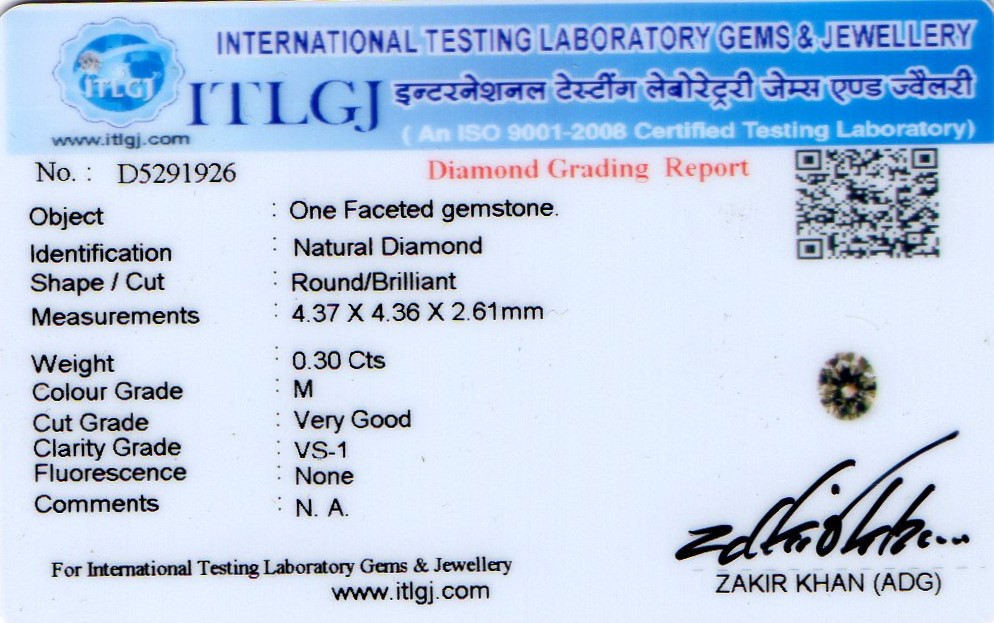 INTERNATIONAL TESTING LABORATORY GEMS & JEWELLERY
ITLGJ
ITLGJ इन्टरनेशनल टेस्टींग लेबोरेट्ररी जेम्स एण्ड ज्वैलरी
www.itlgj.com (An ISO 9001-2008 Certified Testing Laboratory)
No. : D5291926 Diamond Grading Report
Object : One Faceted gemstone.
Identification : Natural Diamond
Shape / Cut : Round/Brilliant
Measurements : 4.37 X 4.36 X 2.61mm
Weight : 0.30 Cts
Colour Grade : M
Cut Grade : Very Good
Clarity Grade : VS-1
Fluorescence : None
Comments : N. A.
For International Testing Laboratory Gems & Jewellery
www.itlgj.com
ZAKIR KHAN (ADG)